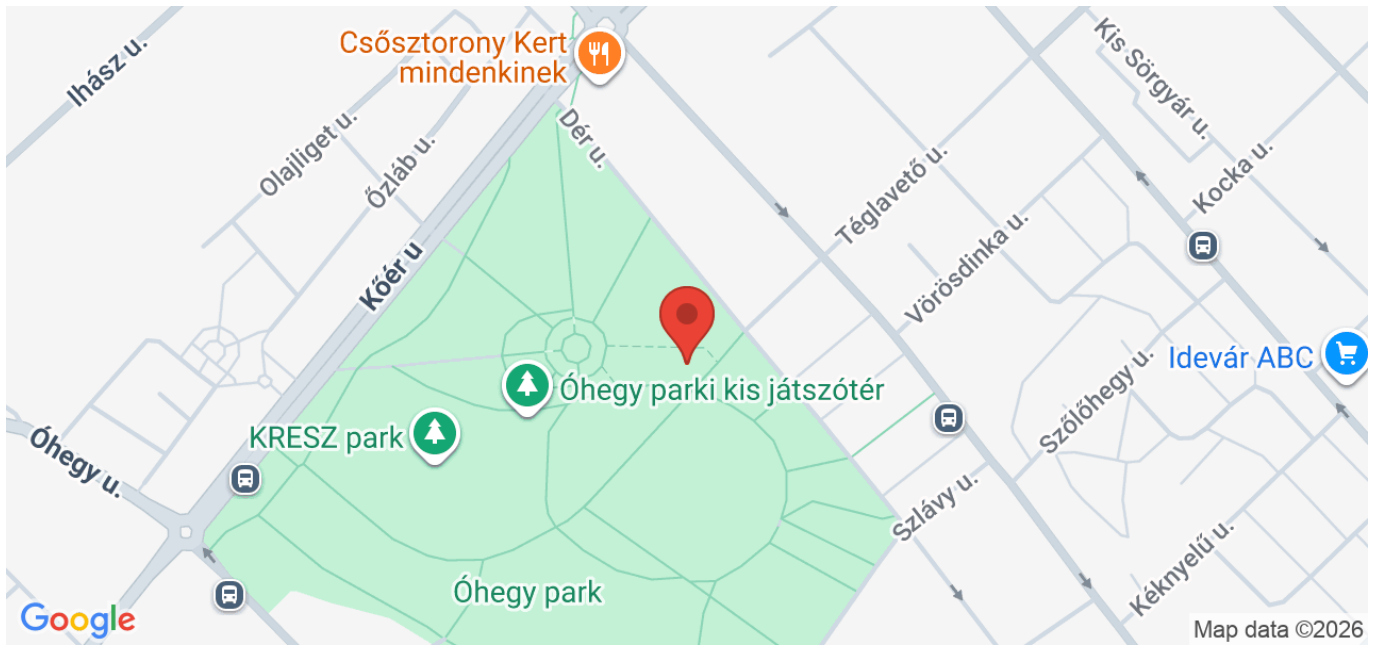 Csősztorony Kert
mindenkinek
Ihász u.
Kis Sörgyár u.
Olajliget u.
Őzláb u.
Dér u.
Téglavető u.
Kocka u.
Kőér u
Vörösdinka u.
Idevár ABC
Óhegy parki kis játszótér
KRESZ park
Szőlőhegy u.
Óhegy u.
Szlávy u.
Kéknyelű u.
Óhegy park
Google
Map data ©2026